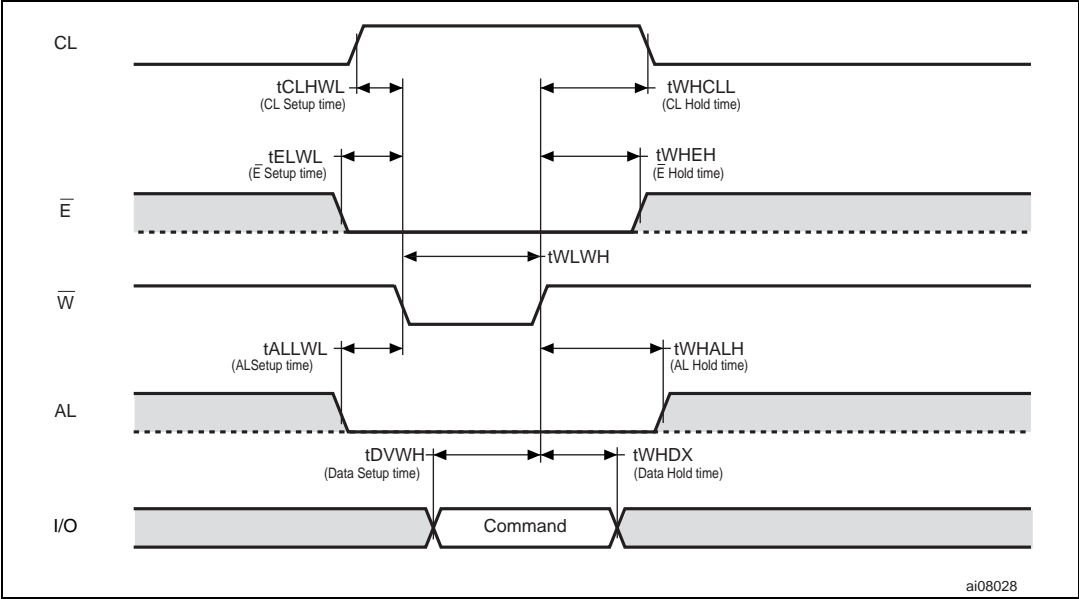 CL
tCLHWL
(CL Setup time)
tWHCLL
(CL Hold time)
tELWL
(E̅ Setup time)
tWHEH
(E̅ Hold time)
E̅
tWLWH
W̅
tALLWL
(ALSetup time)
tWHALH
(AL Hold time)
AL
tDVWH
(Data Setup time)
tWHDX
(Data Hold time)
I/O
Command
ai08028